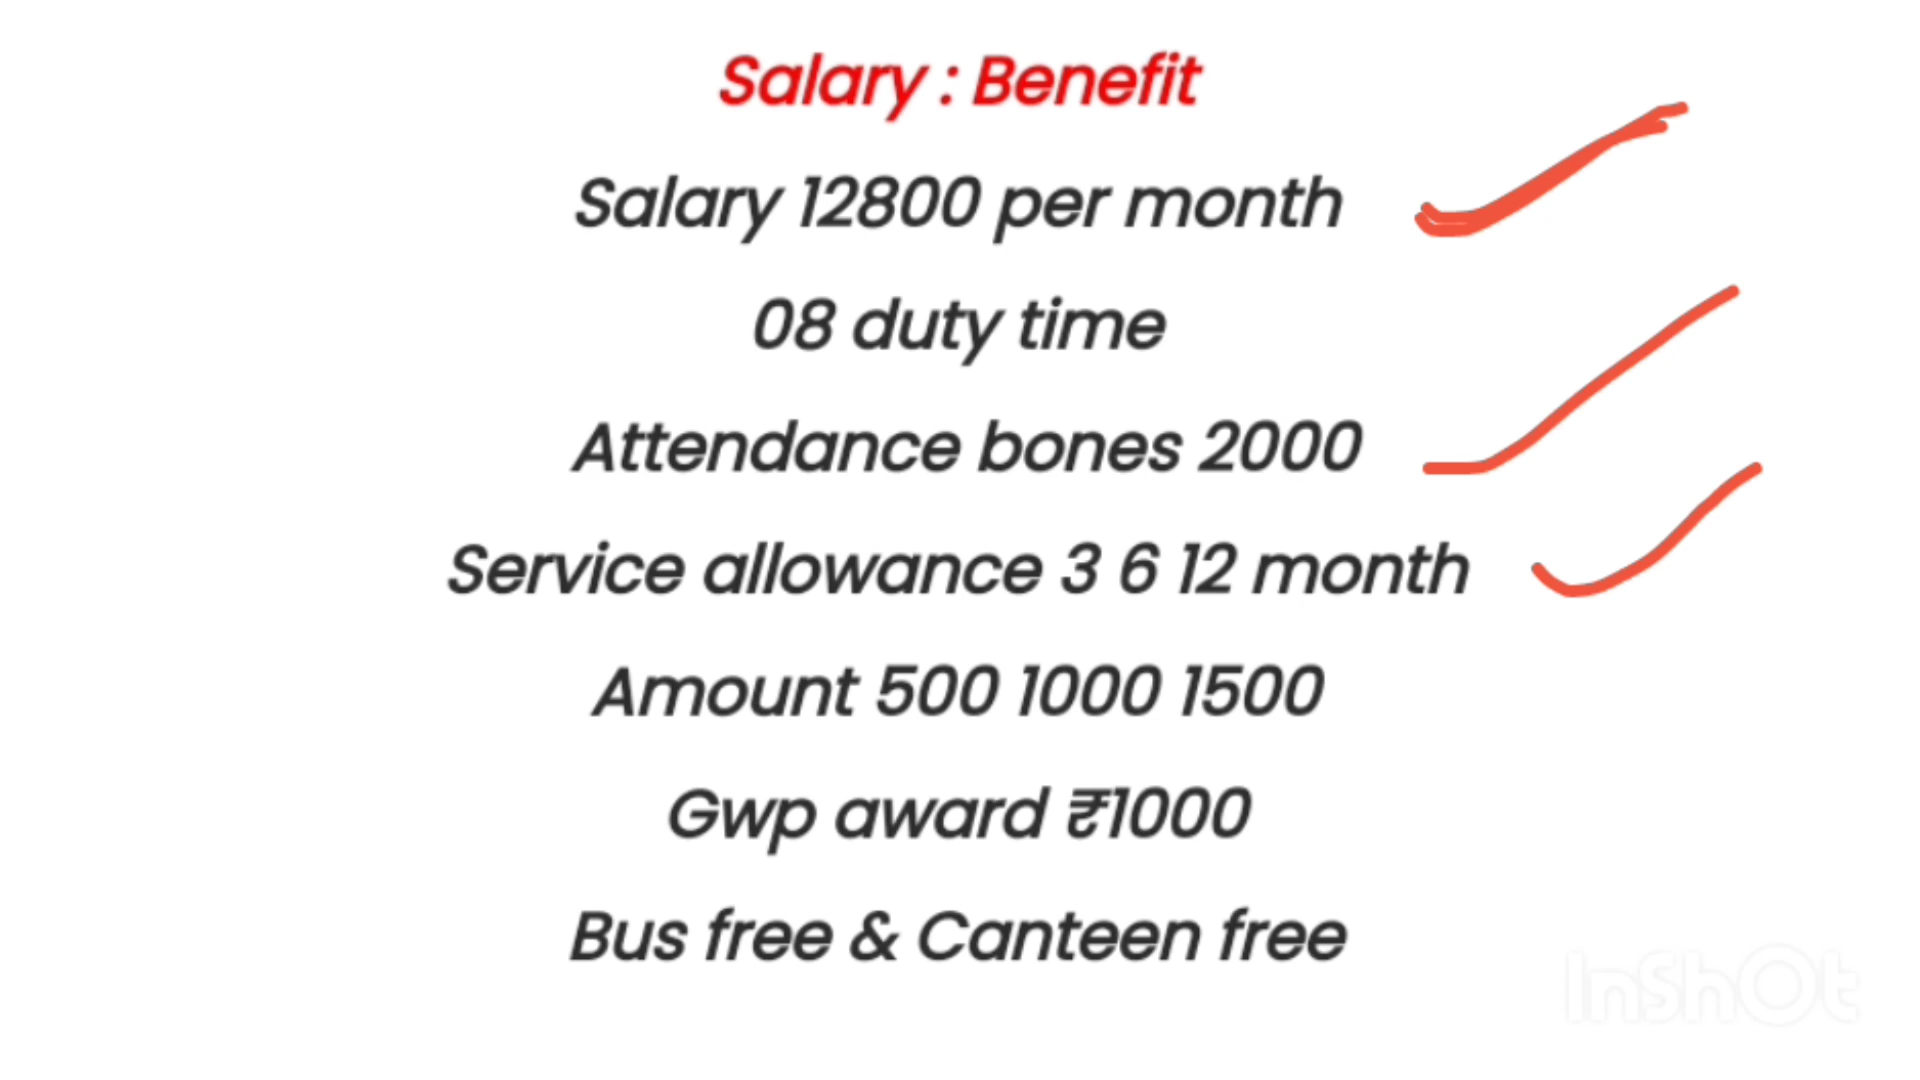 Salary : Benefit
Salary 12800 per month
08 duty time
Attendance bones 2000
Service allowance 3 6 12 month
Amount 500 1000 1500
Gwp award ₹1000
Bus free & Canteen free
InShOt